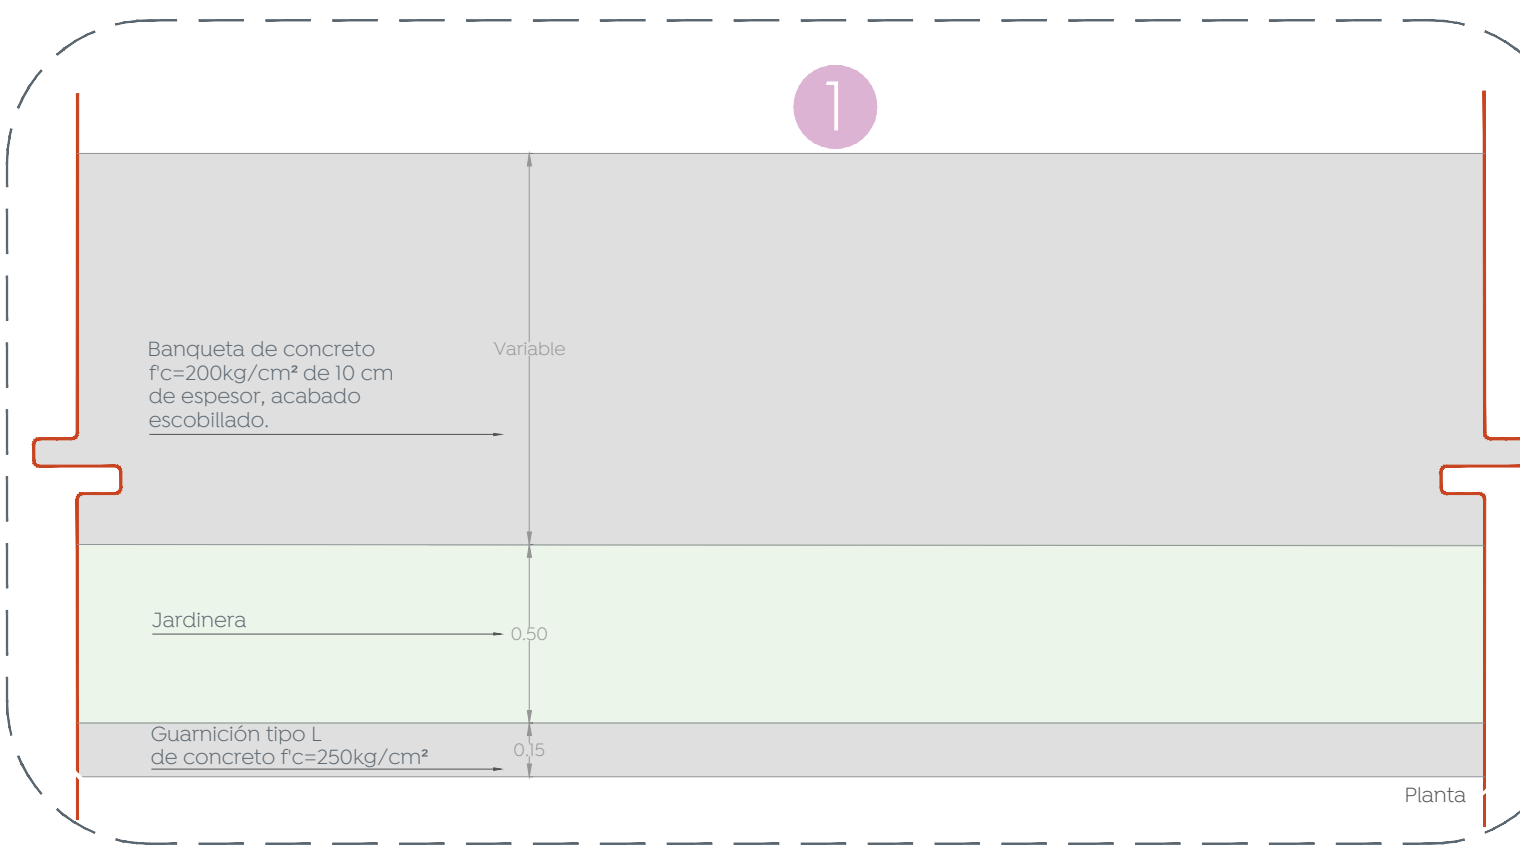 1
Banqueta de concreto
f'c=200kg/cm² de 10 cm
de espesor, acabado
escobillado.
Variable
Jardinera
0.50
Guarnición tipo L
de concreto f'c=250kg/cm²
0.15
Planta